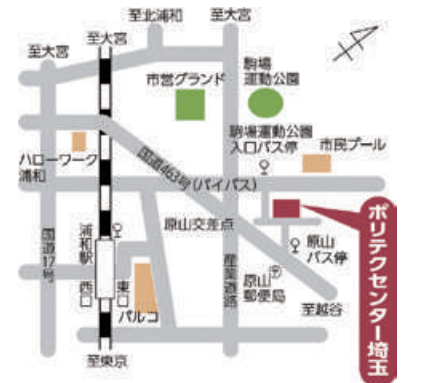 至北浦和
至大宮
至大宮
至大宮
市営グランド
駒場
運動公園
駒場運動公園
入口バス停
市民プール
ハローワーク
浦和
国道463号(バイパス)
ポリテクセンター埼玉
原山交差点
国道17号
浦和駅
西口
東口
パルコ
産業道路
原山
バス停
原山
郵便局
至越谷
至東京